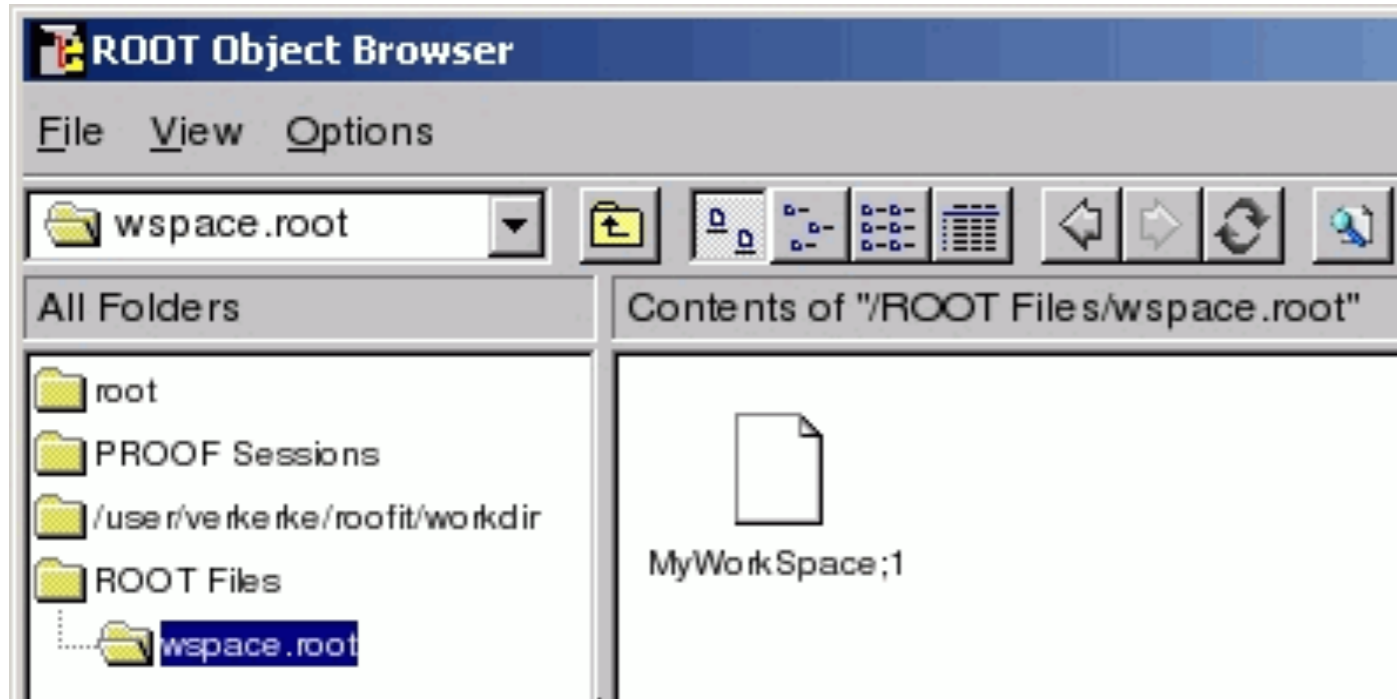 ROOT Object Browser
File View Options
wspace.root
All Folders
Contents of "/ROOT Files/wspace.root"
root
PROOF Sessions
/user/verkerke/roofit/workdir
ROOT Files
wspace.root
MyWorkSpace;1